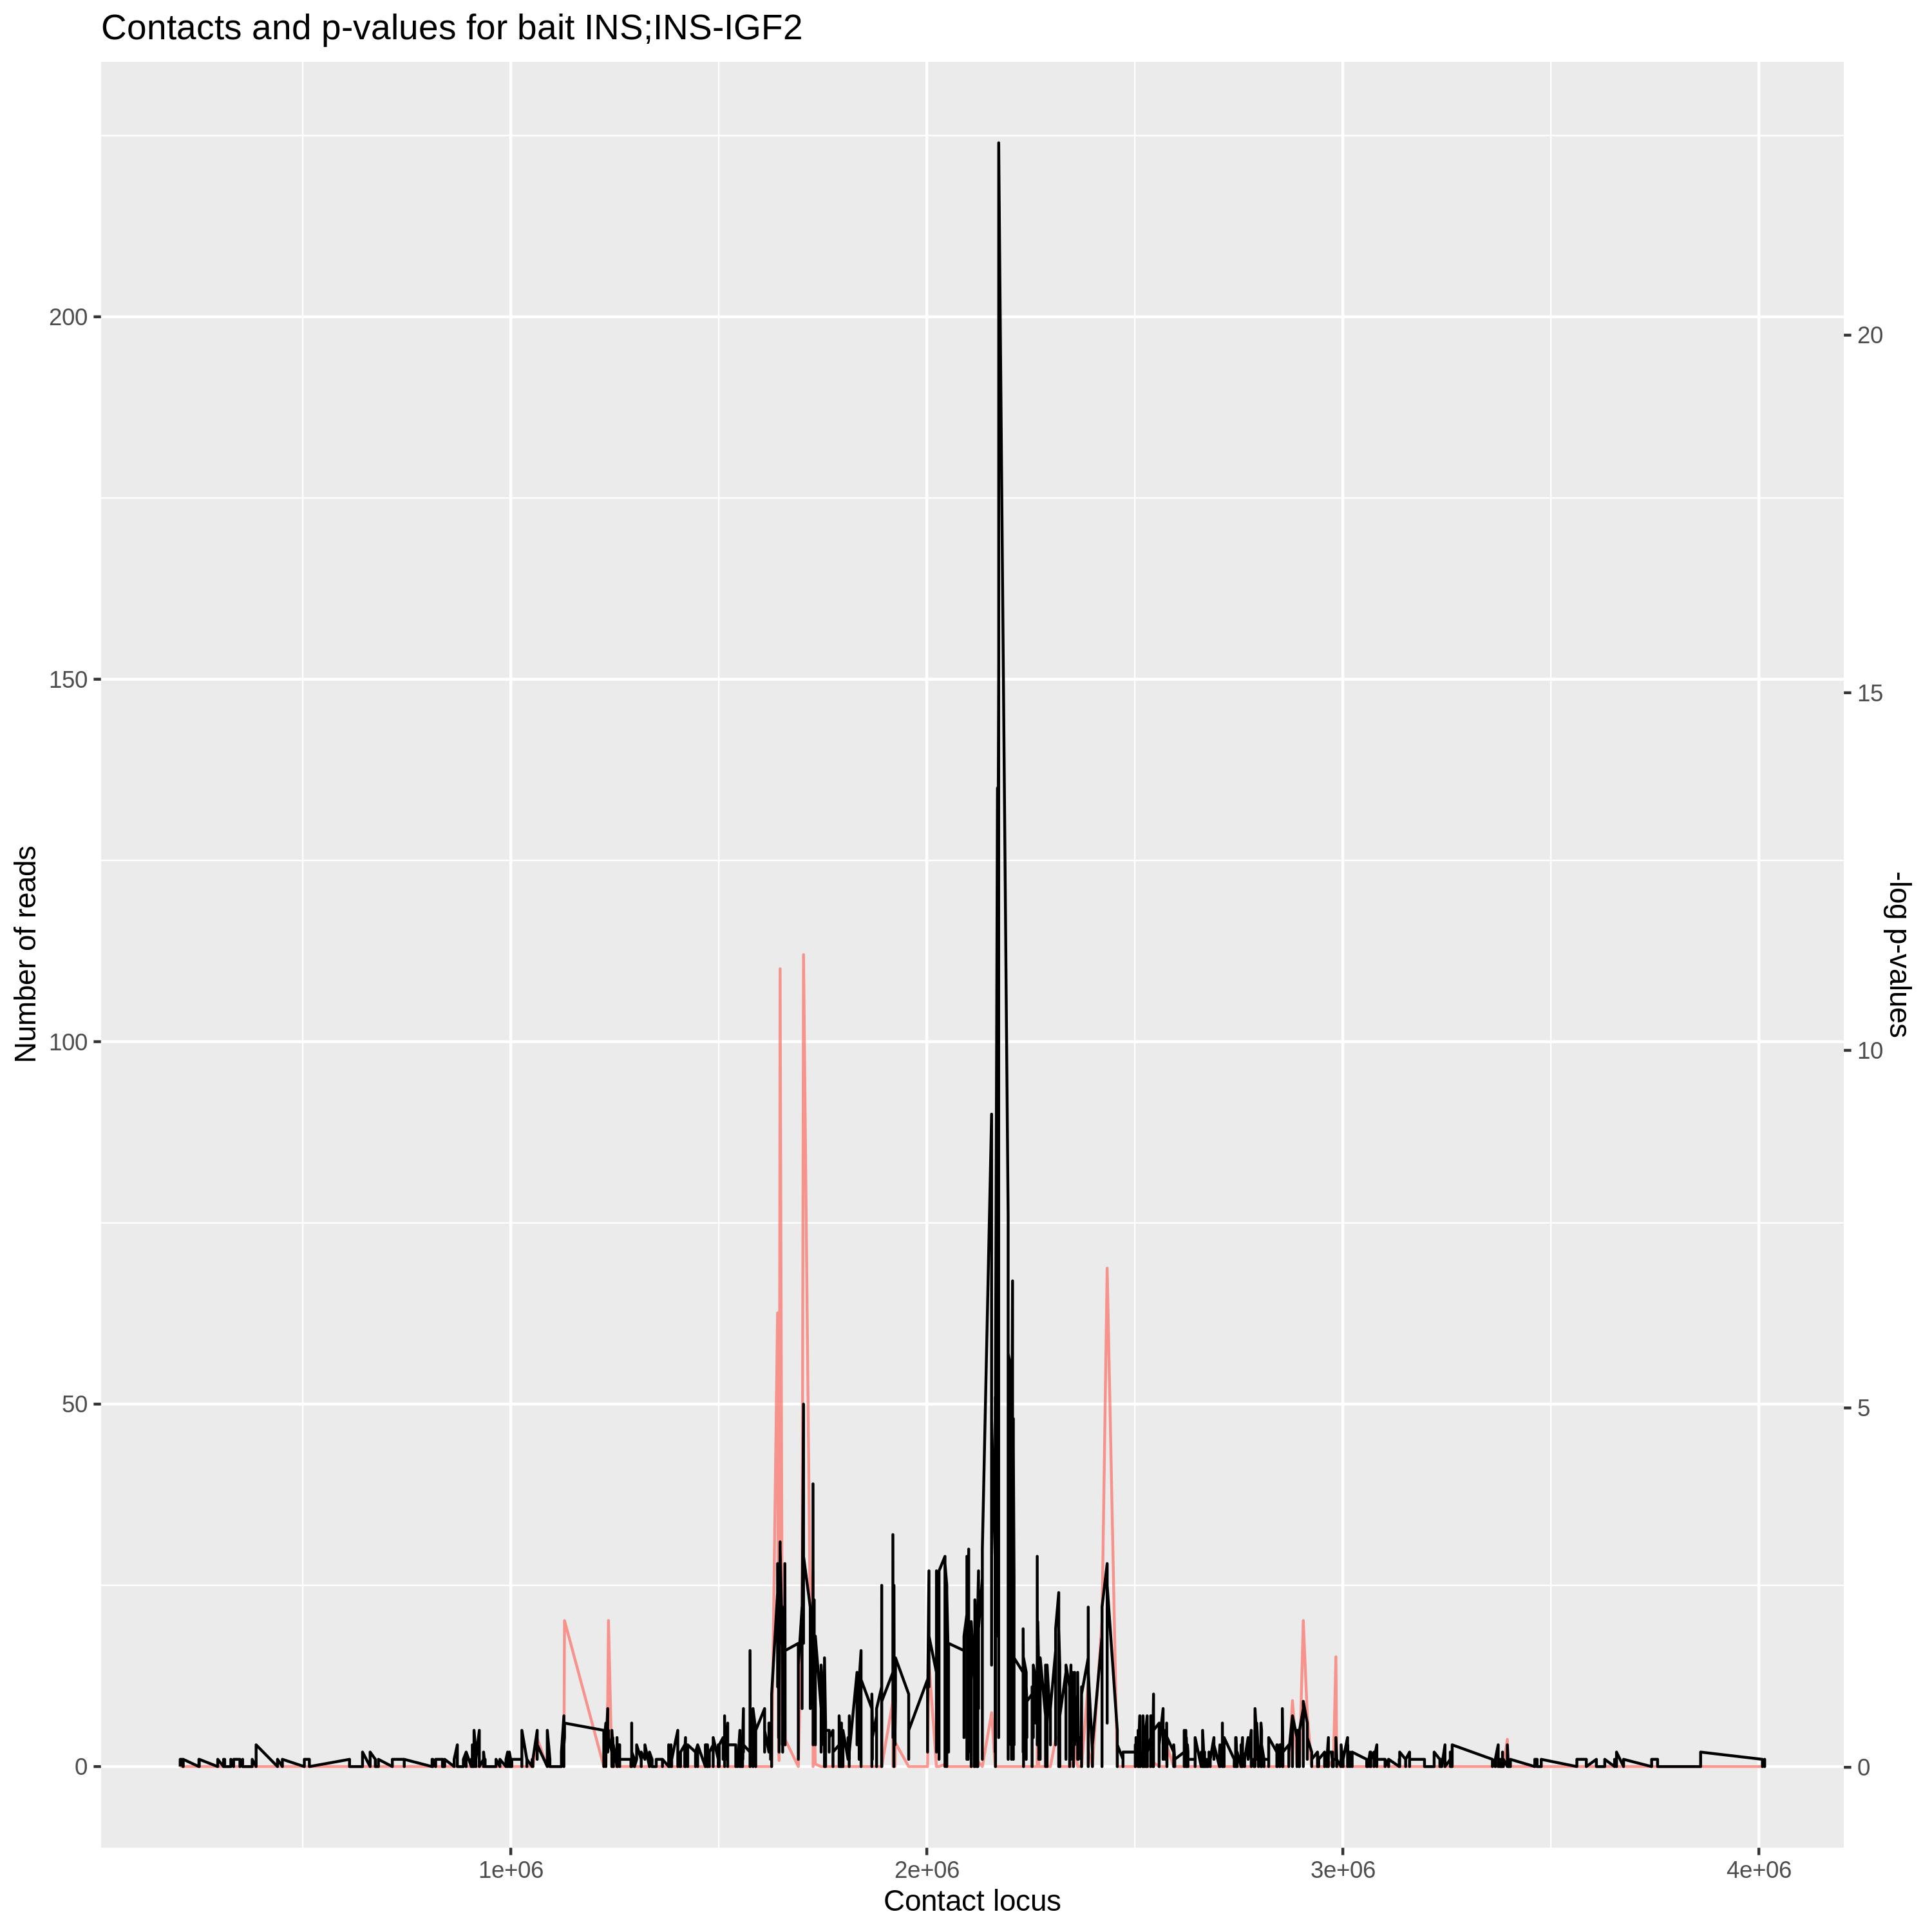 Contacts and p-values for bait INS;INS-IGF2
Number of reads
200
150
100
50
0
20
15
10
5
0
-log p-values
1e+06
2e+06
3e+06
4e+06
Contact locus